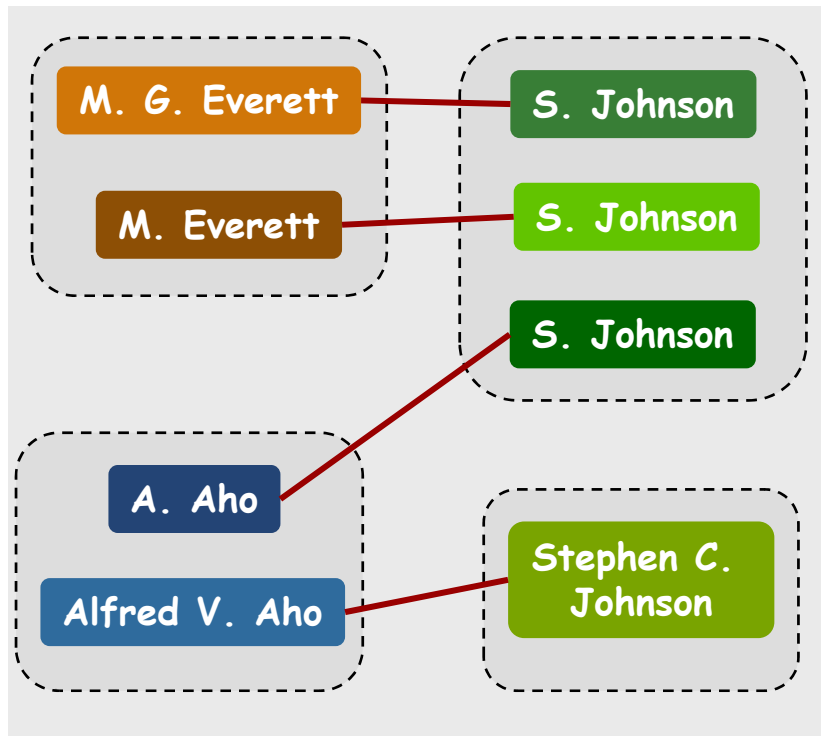 M. G. Everett
S. Johnson
M. Everett
S. Johnson
S. Johnson
A. Aho
Alfred V. Aho
Stephen C.
Johnson